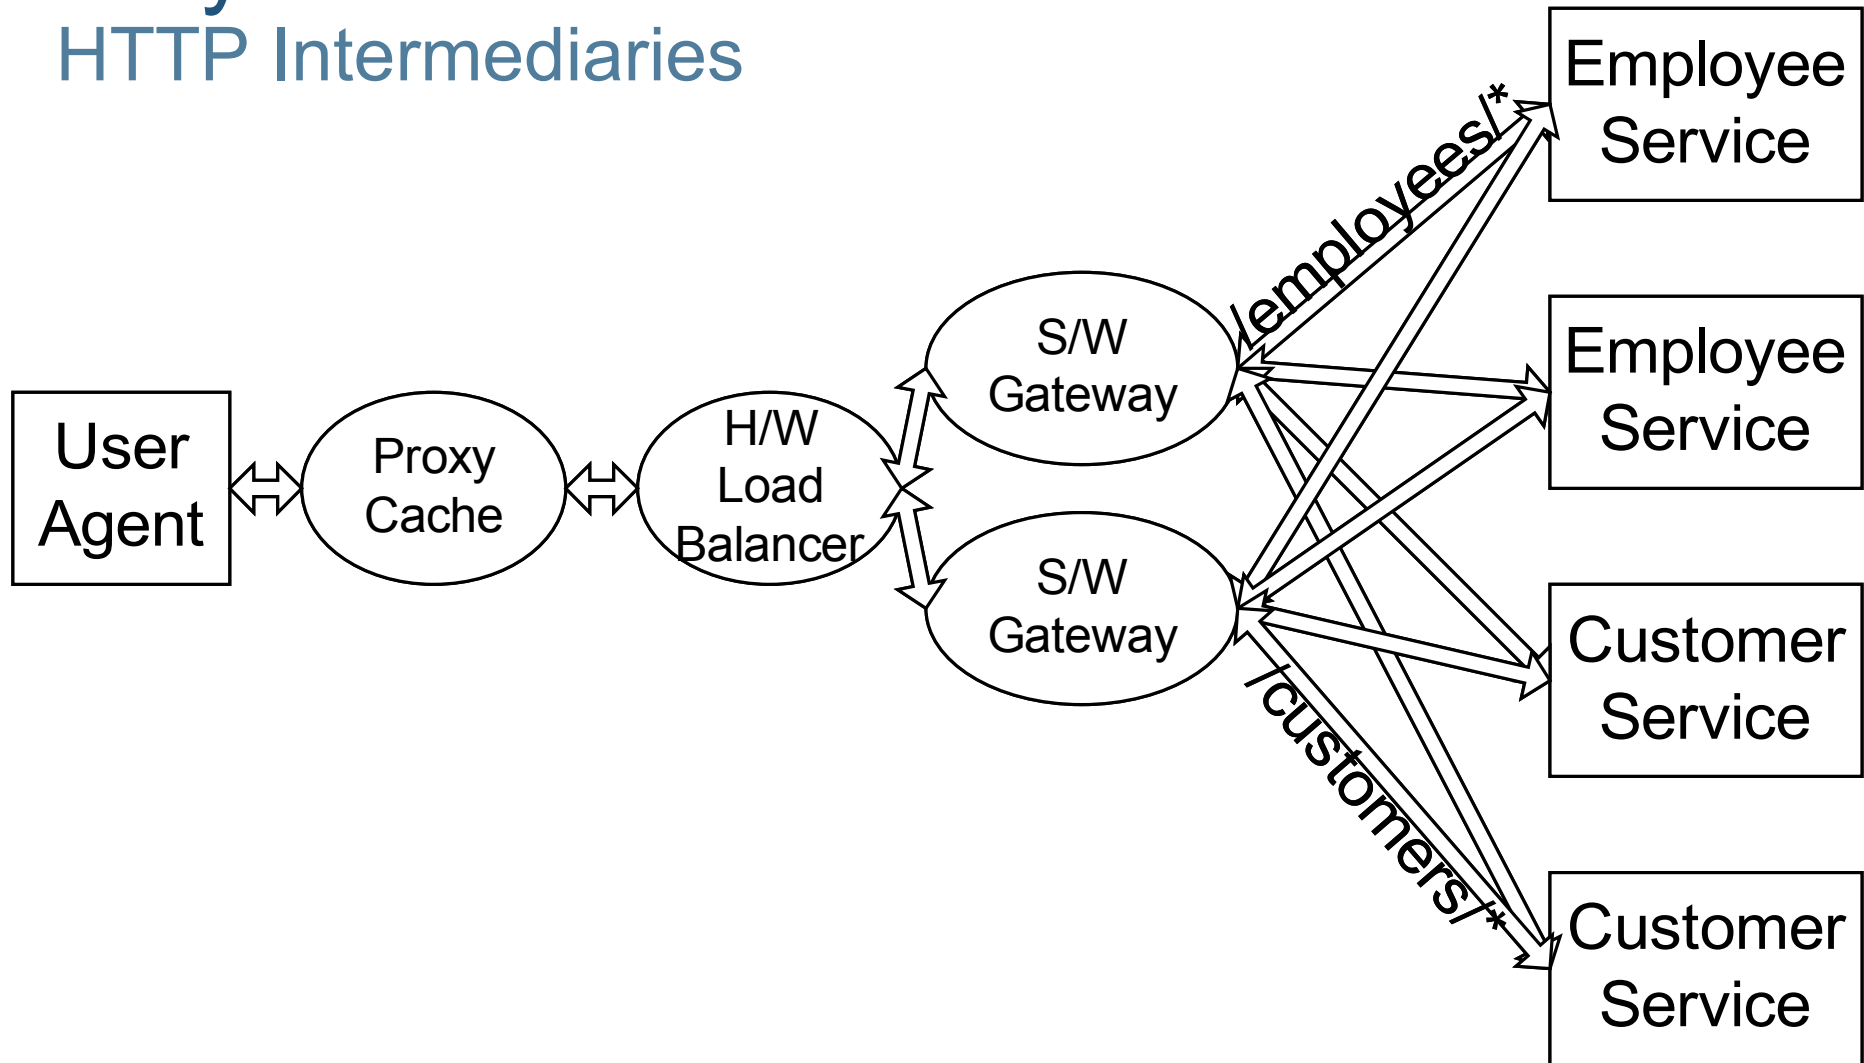 HTTP Intermediaries
User
Agent
Proxy
Cache
H/W
Load
Balancer
S/W
Gateway
S/W
Gateway
/employees/*
/customers/*
Employee
Service
Employee
Service
Customer
Service
Customer
Service